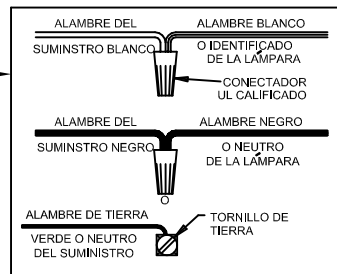 ALAMBRE DEL ALAMBRE BLANCO
SUMINSTRO BLANCO O IDENTIFICADO
DE LA LÁMPARA
CONECTADOR
UL CALIFICADO
ALAMBRE DEL ALAMBRE NEGRO
SUMINSTRO NEGRO O NEUTRO
DE LA LÁMPARA
O
ALAMBRE DE TIERRA
TORNILLO DE
TIERRA
VERDE O NEUTRO
DEL SUMINÍSTRO